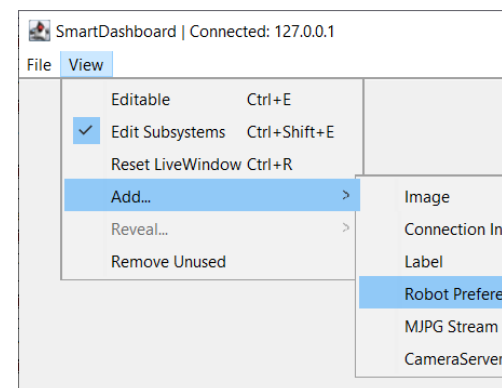 SmartDashboard | Connected: 127.0.0.1
File View
Editable Ctrl+E
Edit Subsystems Ctrl+Shift+E
Reset LiveWindow Ctrl+R
Add... >
Image
Reveal... >
Connection In
Remove Unused
Label
Robot Prefere
MJPG Stream
CameraServer